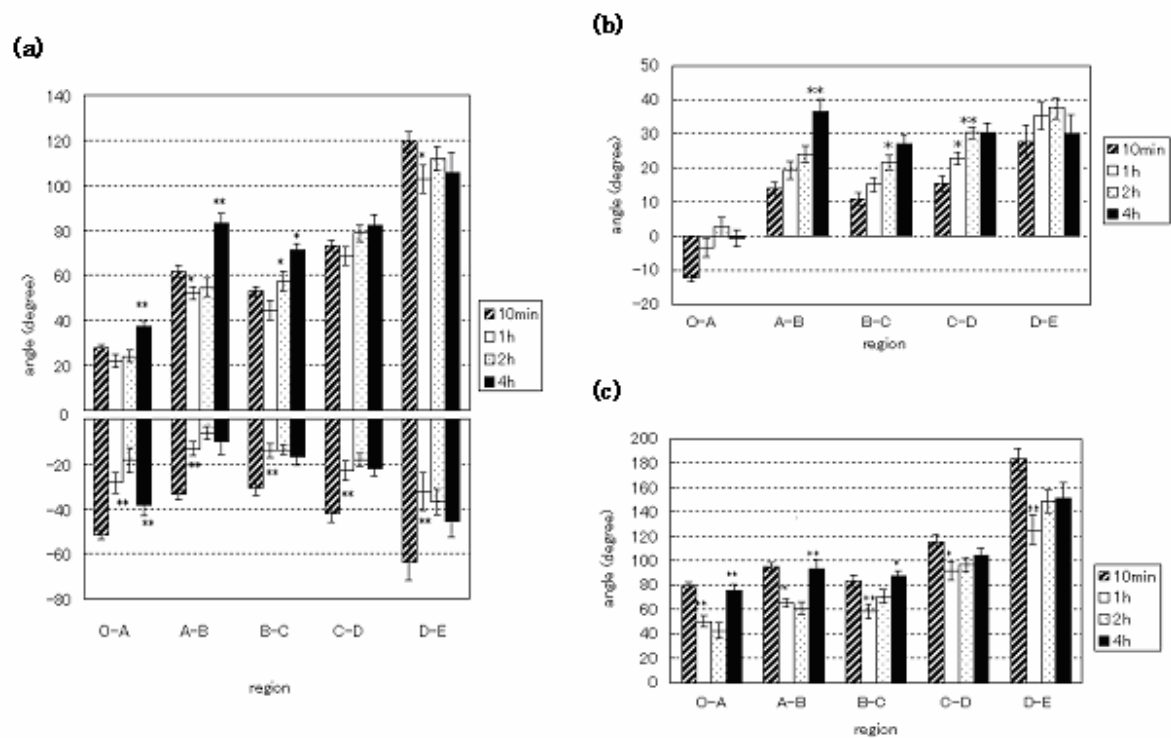 (a)
140
120
100
80
60
40
20
0
0
-20
-40
-60
-80
angle (degree)
** ** ** * * * *
** ** ** ** ** **
O-A A-B B-C C-D D-E
region
10min
1h
2h
4h
(b)
50
40
30
20
10
0
-10
-20
angle (degree)
** * * **
O-A A-B B-C C-D D-E
region
10min
1h
2h
4h
(c)
200
180
160
140
120
100
80
60
40
20
0
angle (degree)
** ** * ** ** * * **
O-A A-B B-C C-D D-E
region
10min
1h
2h
4h